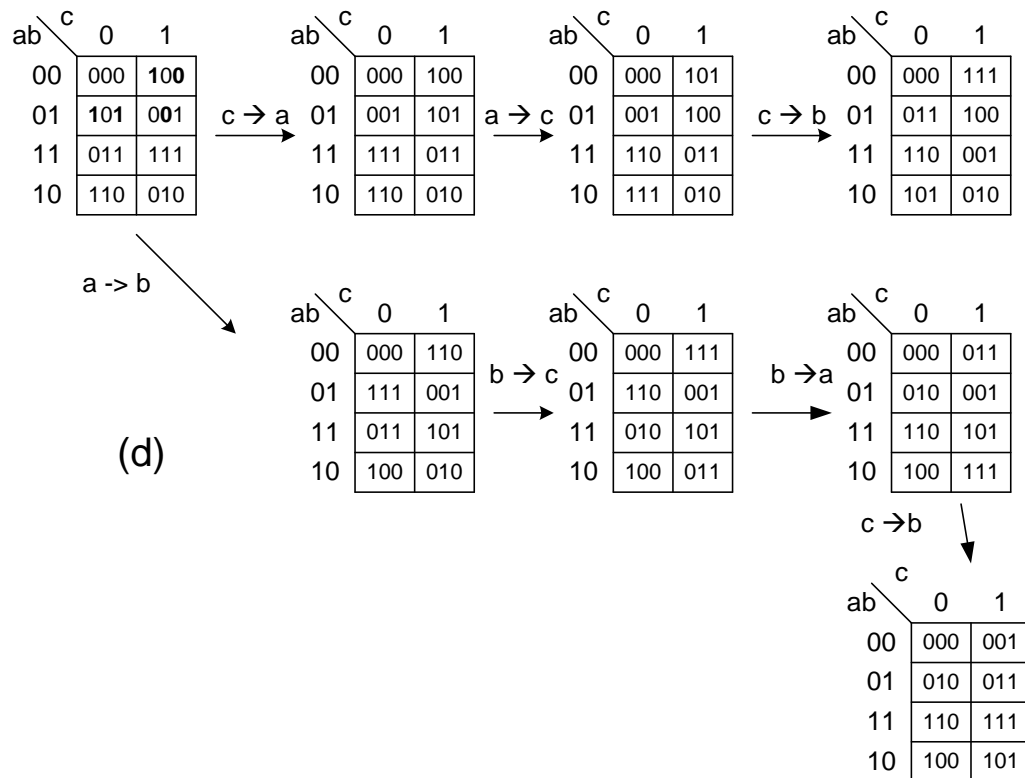 c c c c
ab 0 1 ab 0 1 ab 0 1 ab 0 1
00 000 100 00 000 100 00 000 101 00 000 111
01 101 001 c → a 01 001 101 a → c 01 001 100 c → b 01 011 100
11 011 111 11 111 011 11 110 011 11 110 001
10 110 010 10 110 010 10 111 010 10 101 010
a -> b
c c c
ab 0 1 ab 0 1 ab 0 1
00 000 110 00 000 111 00 000 011
01 111 001 b → c 01 110 001 b →a 01 010 001
11 011 101 11 010 101 11 110 101
10 100 010 10 100 011 10 100 111
(d)
c →b
c
ab 0 1
00 000 001
01 010 011
11 110 111
10 100 101